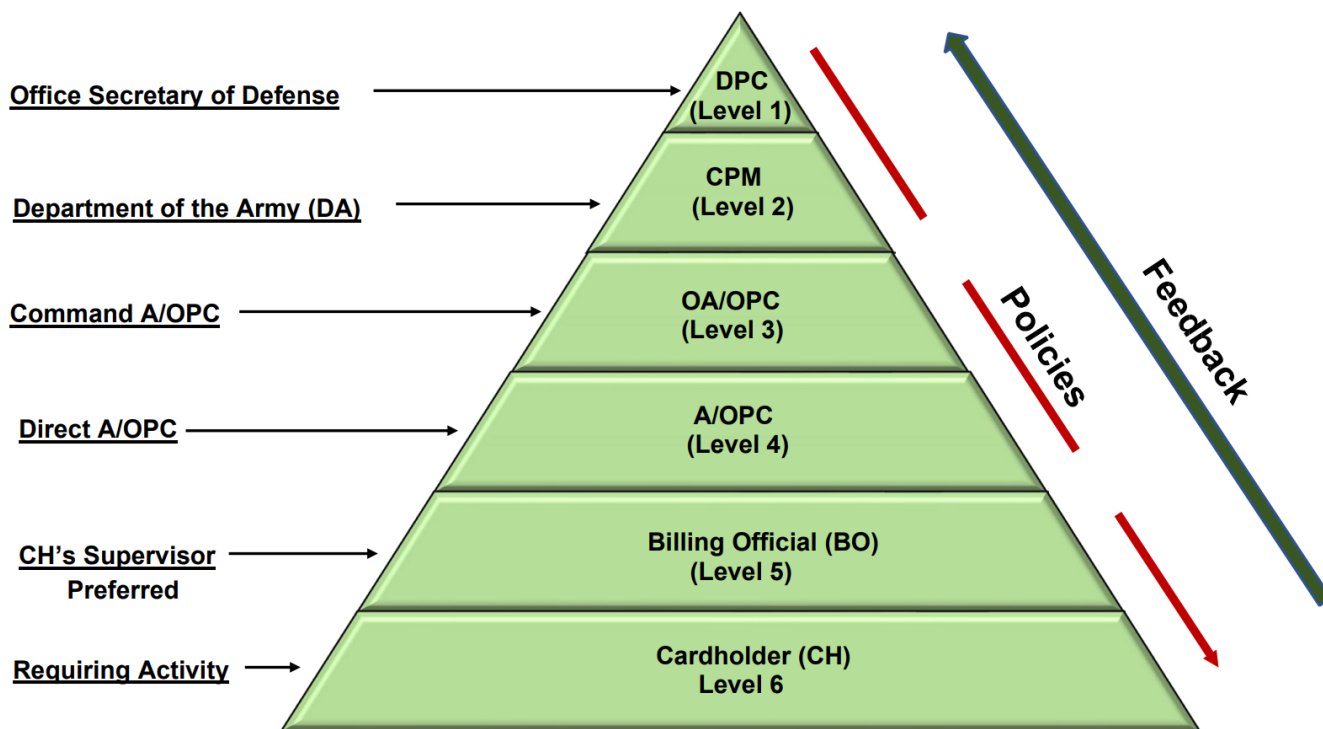 Office Secretary of Defense
DPC
(Level 1)
Department of the Army (DA)
CPM
(Level 2)
Command A/OPC
OA/OPC
(Level 3)
Direct A/OPC
A/OPC
(Level 4)
CH's Supervisor
Preferred
Billing Official (BO)
(Level 5)
Requiring Activity
Cardholder (CH)
Level 6
Policies
Feedback